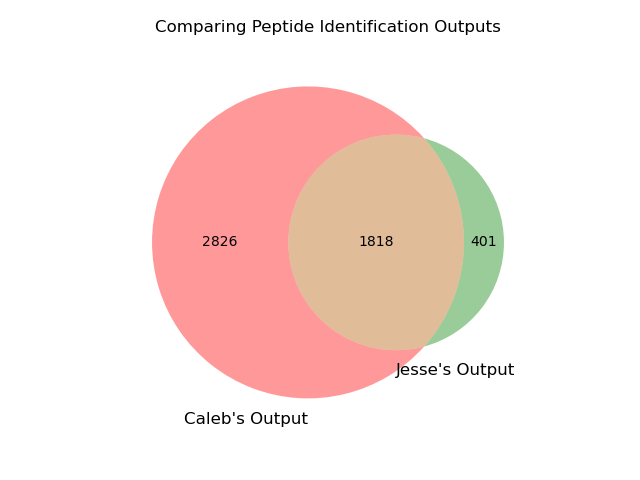 Comparing Peptide Identification Outputs
2826
1818
401
Jesse's Output
Caleb's Output